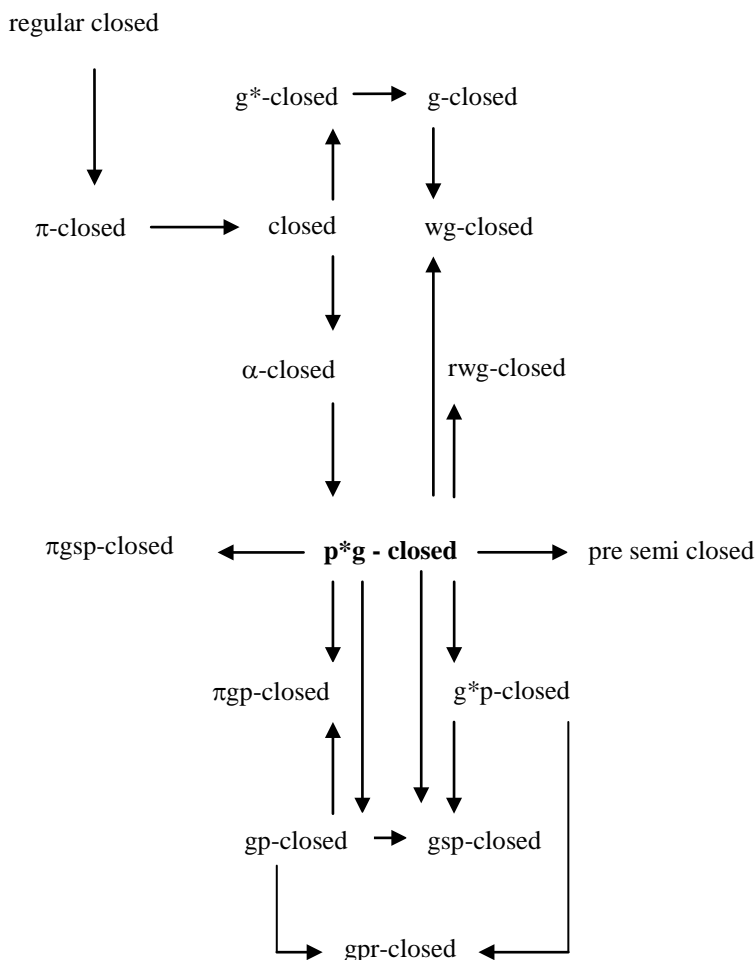 regular closed
g*-closed
g-closed
π-closed
closed
wg-closed
α-closed
rwg-closed
πgsp-closed
p*g - closed
pre semi closed
πgp-closed
g*p-closed
gp-closed
gsp-closed
gpr-closed